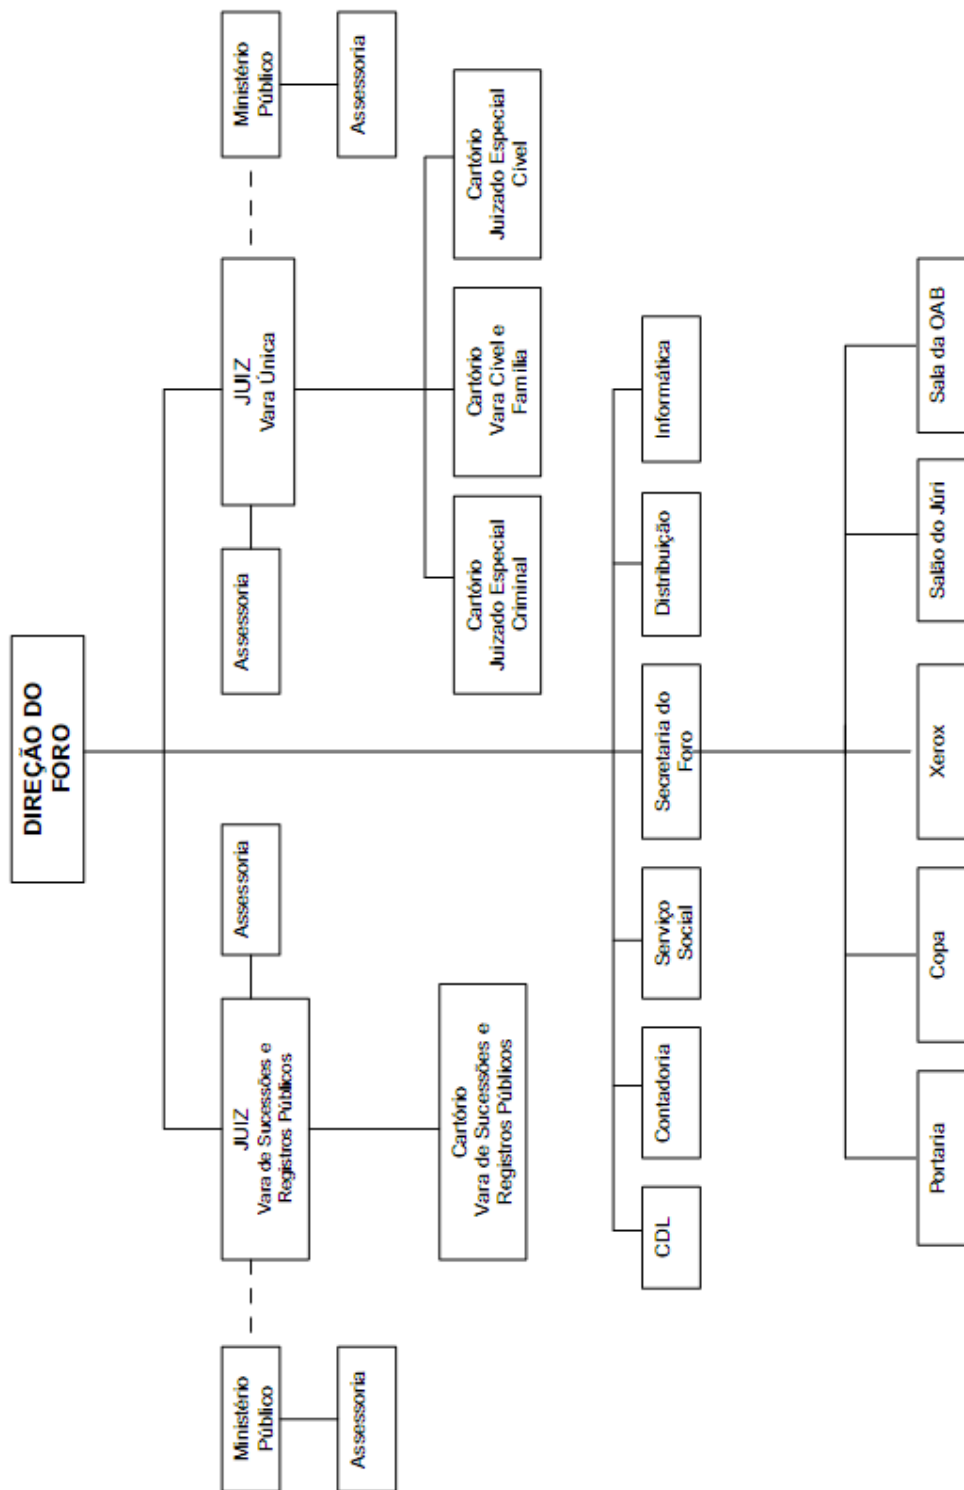 DIREÇÃO DO
FORO
Ministério
Público
Assessoria
JUIZ
Vara de Sucessões e
Registros Públicos
Assessoria
Cartório
Vara de Sucessões e
Registros Públicos
Assessoria
JUIZ
Vara Única
Ministério
Público
Assessoria
Cartório
Juizado Especial
Criminal
Cartório
Vara Cível e
Família
Cartório
Juizado Especial
Cível
CDL
Contadoria
Serviço
Social
Secretaria do
Foro
Distribuição
Informática
Portaria
Copa
Xerox
Salão do Júri
Sala da OAB